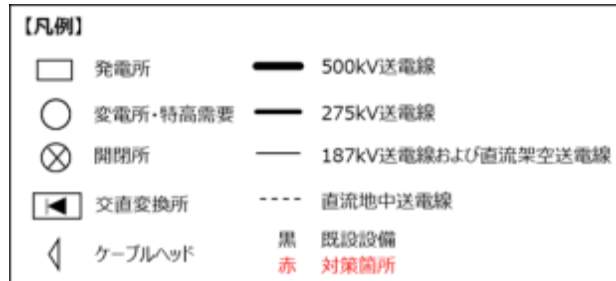 【凡例】
発電所 500kV送電線
変電所・特高需要 275kV送電線
開閉所 187kV送電線および直流架空送電線
交直変換所 直流地中送電線
ケーブルヘッド 黒 既設設備
赤 対策箇所